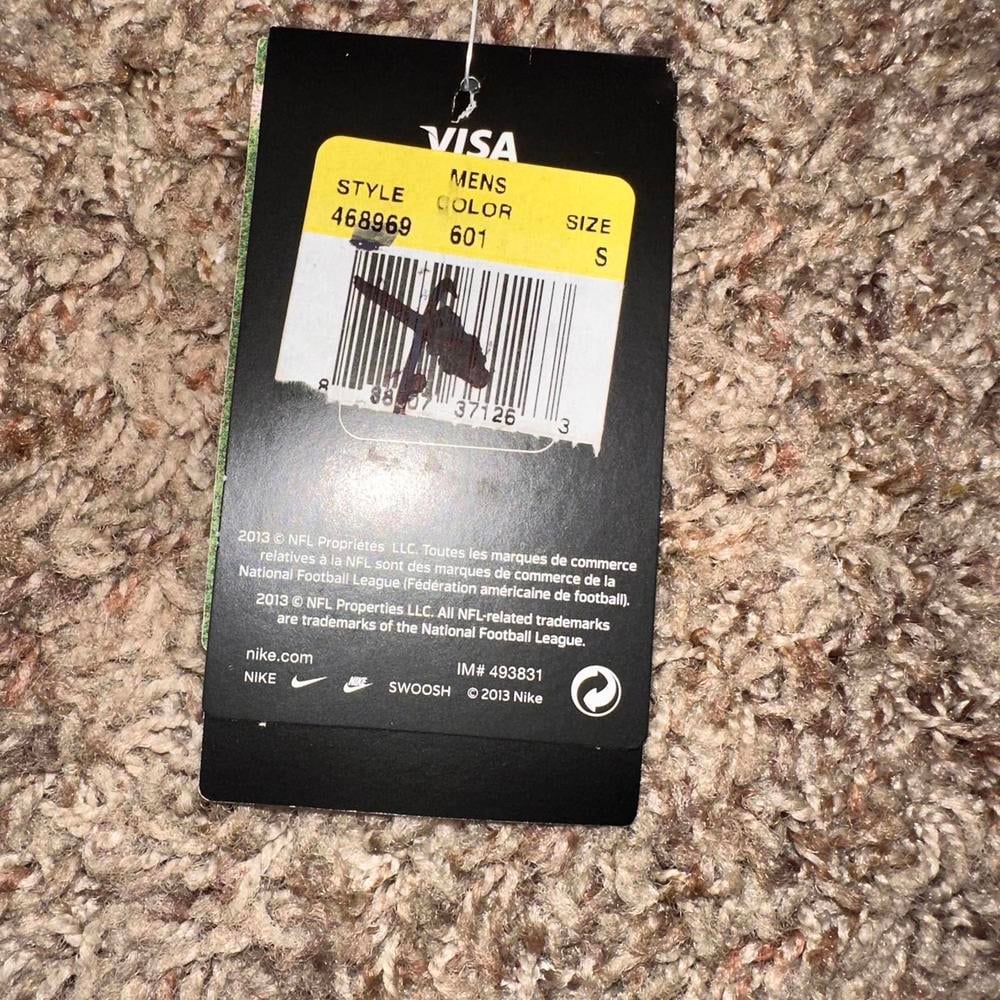 VISA
MENS
STYLE COLOR SIZE
468969 601 S
8 37126 3
2013 © NFL Propriétés LLC. Toutes les marques de commerce
relatives à la NFL sont des marques de commerce de la
National Football League (Fédération américaine de football).
2013 © NFL Properties LLC. All NFL-related trademarks
are trademarks of the National Football League.
nike.com IM# 493831
NIKE NIKE SWOOSH © 2013 Nike